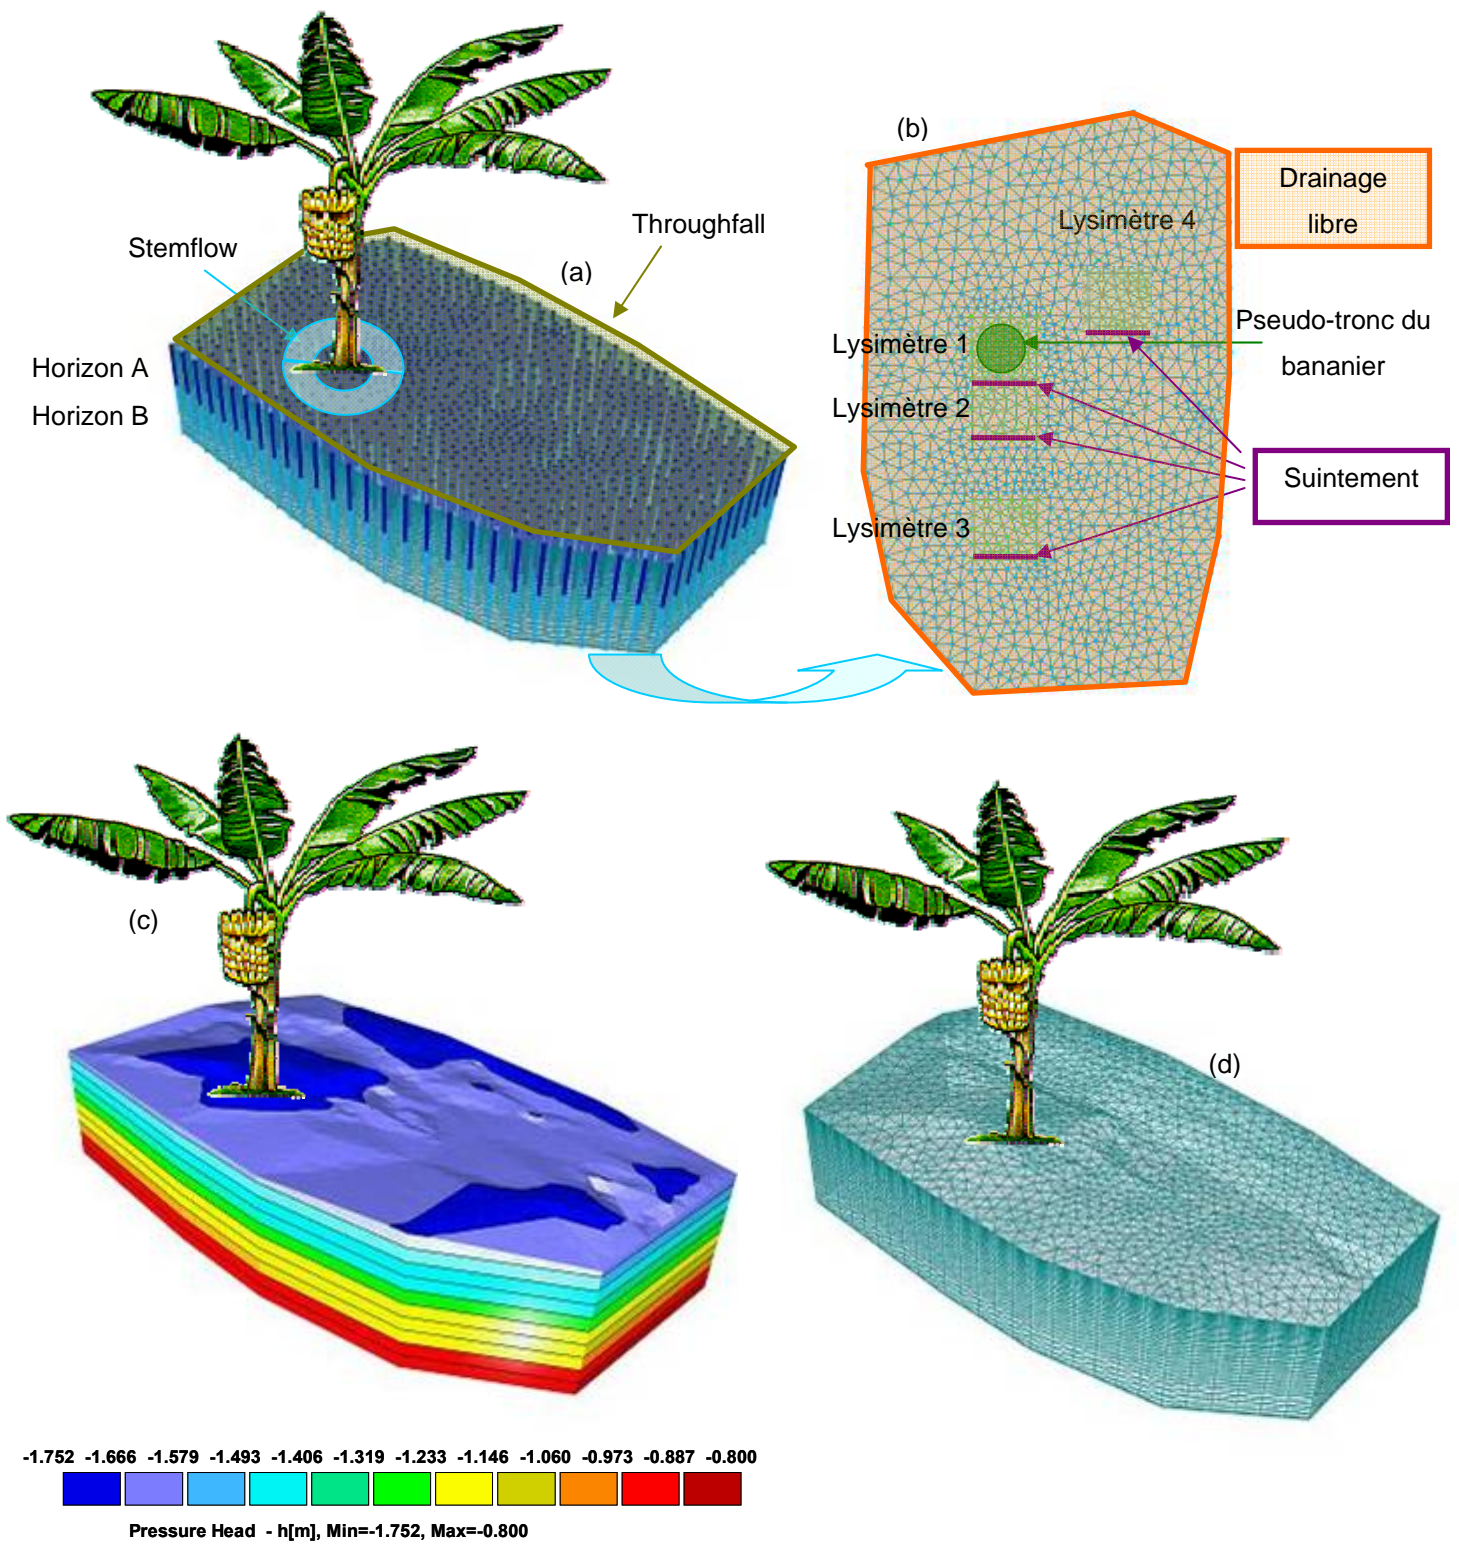 (b)
Drainage
libre
Lysimètre 4
Throughfall
Stemflow
(a)
Pseudo-tronc du
bananier
Lysimètre 1
Horizon A
Horizon B
Lysimètre 2
Suintement
Lysimètre 3
(c)
(d)
-1.752 -1.666 -1.579 -1.493 -1.406 -1.319 -1.233 -1.146 -1.060 -0.973 -0.887 -0.800
Pressure Head - h[m], Min=-1.752, Max=-0.800